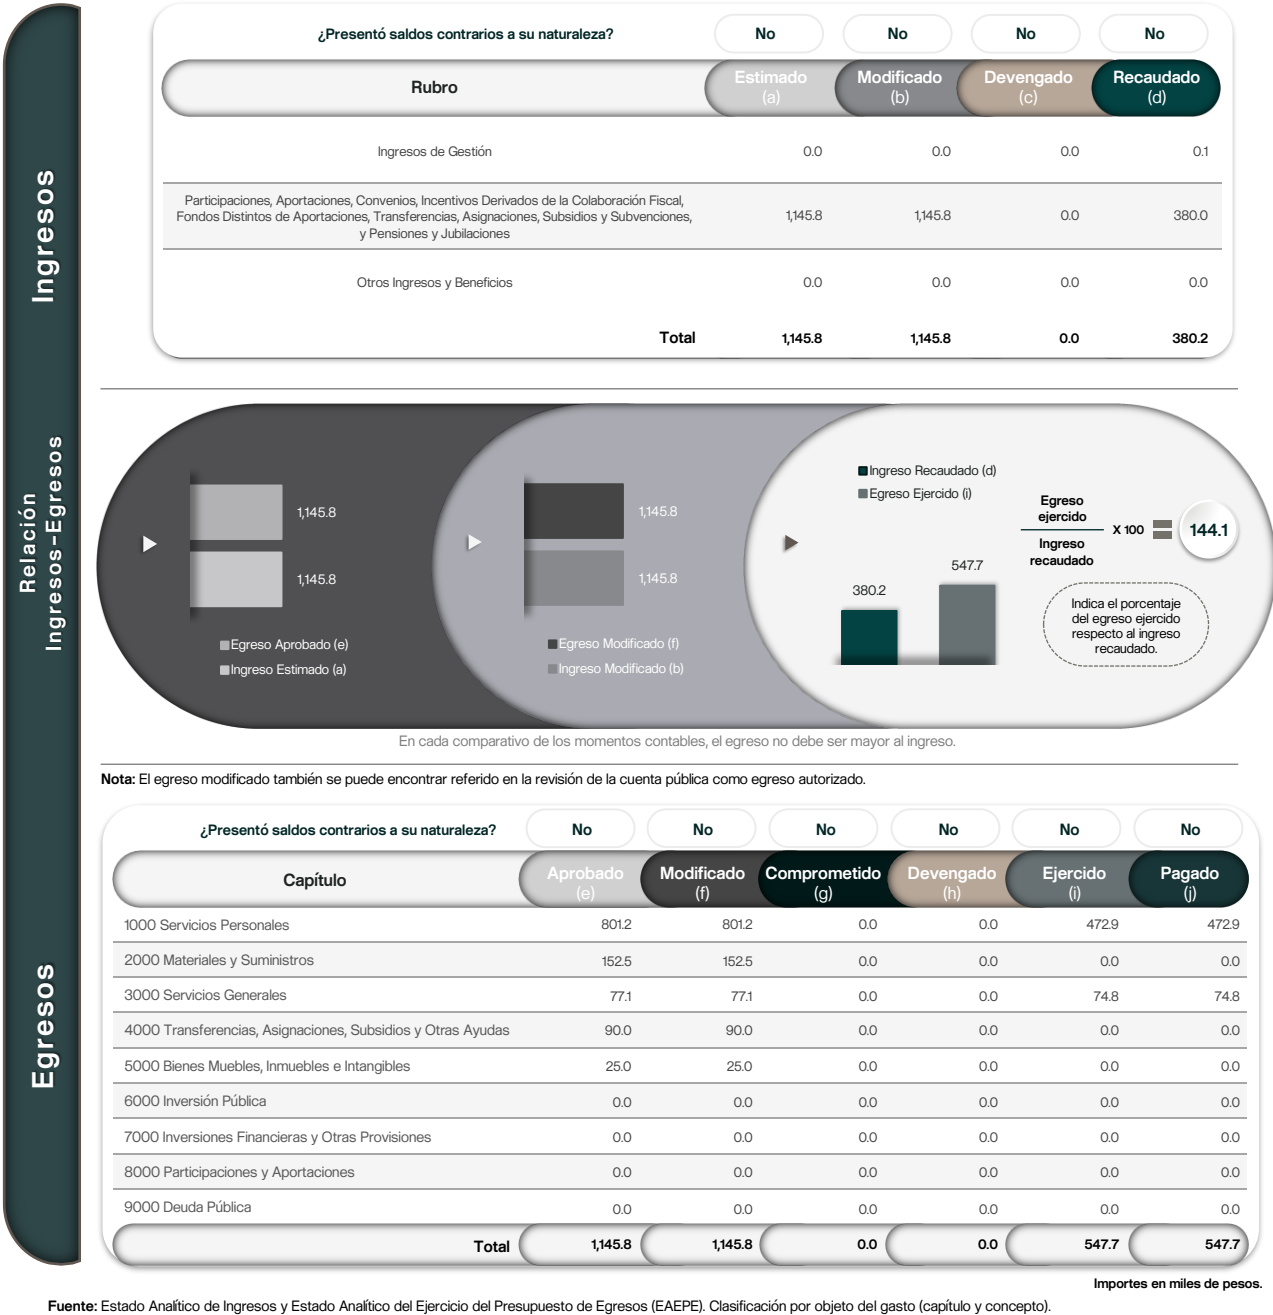 Ingresos
¿Presentó saldos contrarios a su naturaleza? No No No No
Rubro Estimado (a) Modificado (b) Devengado (c) Recaudado (d)
Ingresos de Gestión 0.0 0.0 0.0 0.1
Participaciones, Aportaciones, Convenios, Incentivos Derivados de la Colaboración Fiscal,
Fondos Distintos de Aportaciones, Transferencias, Asignaciones, Subsidios y Subvenciones,
y Pensiones y Jubilaciones
1,145.8 1,145.8 0.0 380.0
Otros Ingresos y Beneficios 0.0 0.0 0.0 0.0
Total 1,145.8 1,145.8 0.0 380.2
Relación
Ingresos-Egresos
1,145.8
1,145.8
Egreso Aprobado (e)
Ingreso Estimado (a)
1,145.8
1,145.8
Egreso Modificado (f)
Ingreso Modificado (b)
Ingreso Recaudado (d)
Egreso Ejercido (i)
380.2
547.7
Egreso
ejercido
Ingreso
recaudado
X 100 = 144.1
Indica el porcentaje
del egreso ejercido
respecto al ingreso
recaudado.
En cada comparativo de los momentos contables, el egreso no debe ser mayor al ingreso.
Nota: El egreso modificado también se puede encontrar referido en la revisión de la cuenta pública como egreso autorizado.
Egresos
¿Presentó saldos contrarios a su naturaleza? No No No No No No
Capítulo Aprobado (e) Modificado (f) Comprometido (g) Devengado (h) Ejercido (i) Pagado (j)
1000 Servicios Personales 801.2 801.2 0.0 0.0 472.9 472.9
2000 Materiales y Suministros 152.5 152.5 0.0 0.0 0.0 0.0
3000 Servicios Generales 77.1 77.1 0.0 0.0 74.8 74.8
4000 Transferencias, Asignaciones, Subsidios y Otras Ayudas 90.0 90.0 0.0 0.0 0.0 0.0
5000 Bienes Muebles, Inmuebles e Intangibles 25.0 25.0 0.0 0.0 0.0 0.0
6000 Inversión Pública 0.0 0.0 0.0 0.0 0.0 0.0
7000 Inversiones Financieras y Otras Provisiones 0.0 0.0 0.0 0.0 0.0 0.0
8000 Participaciones y Aportaciones 0.0 0.0 0.0 0.0 0.0 0.0
9000 Deuda Pública 0.0 0.0 0.0 0.0 0.0 0.0
Total 1,145.8 1,145.8 0.0 0.0 547.7 547.7
Importes en miles de pesos.
Fuente: Estado Analítico de Ingresos y Estado Analítico del Ejercicio del Presupuesto de Egresos (EAEPE). Clasificación por objeto del gasto (capítulo y concepto).